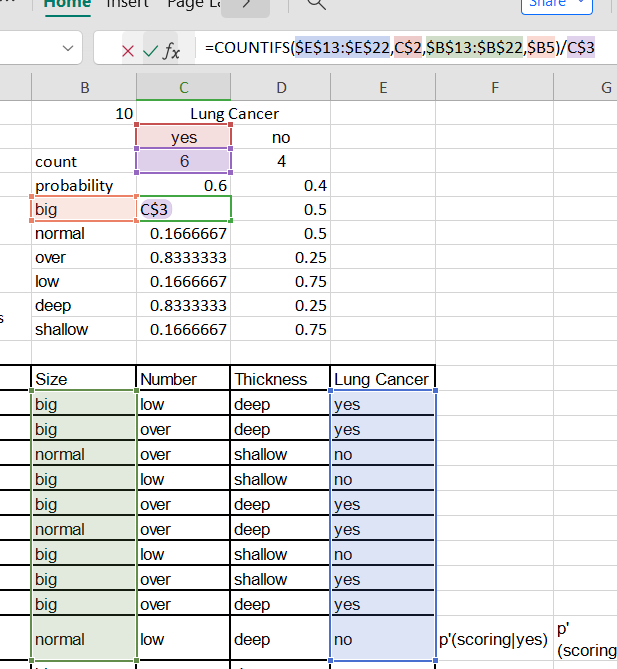 Home Insert
Share
=COUNTIFS($E$13:$E$22,C$2,$B$13:$B$22,$B5)/C$3
B C D E F G
10 Lung Cancer
yes no
count 6 4
probability 0.6 0.4
big C$3 0.5
normal 0.1666667 0.5
over 0.8333333 0.25
low 0.1666667 0.75
deep 0.8333333 0.25
s
shallow 0.1666667 0.75
Size Number Thickness Lung Cancer
big low deep yes
big over deep yes
normal over shallow no
big low shallow no
big over deep yes
normal over deep yes
big low shallow no
big over shallow yes
big over deep yes
normal low deep no p'(scoring|yes) p'
(scoring